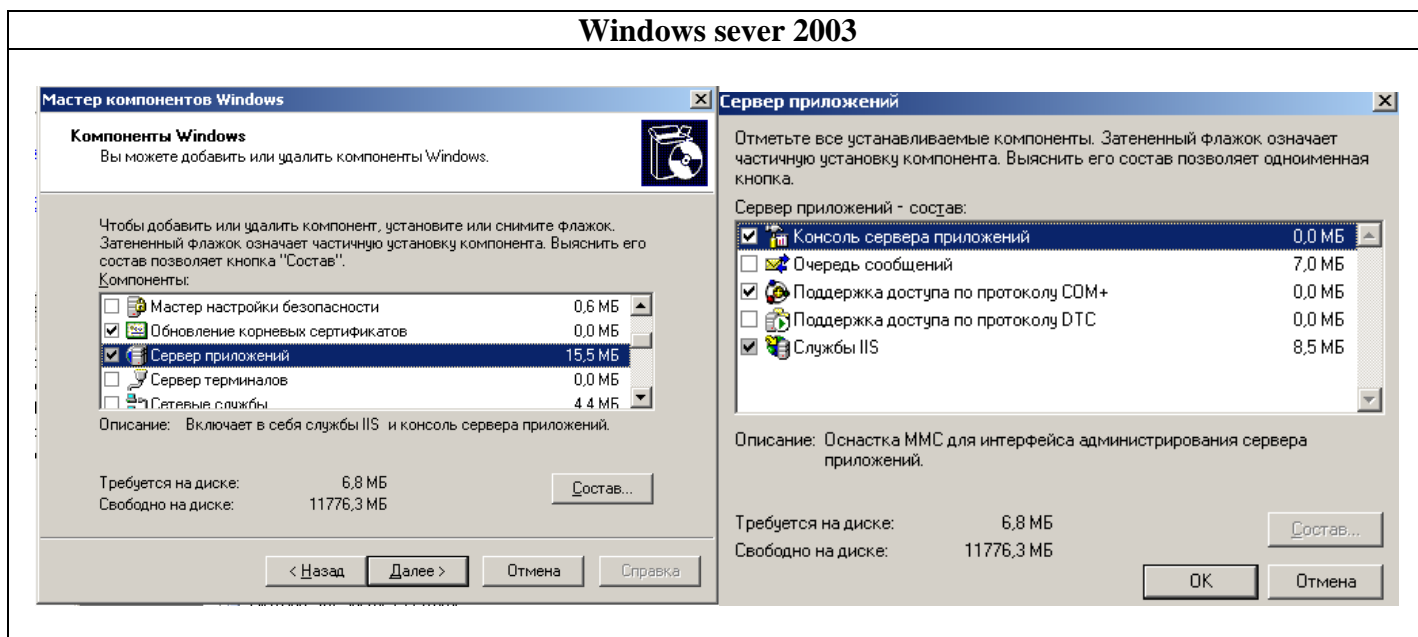 Windows sever 2003
Мастер компонентов Windows
Компоненты Windows
Вы можете добавить или удалить компоненты Windows.
Чтобы добавить или удалить компонент, установите или снимите флажок.
Затененный флажок означает частичную установку компонента. Выяснить его
состав позволяет кнопка "Состав".
Компоненты:
Мастер настройки безопасности 0,6 МБ
Обновление корневых сертификатов 0,0 МБ
Сервер приложений 15,5 МБ
Сервер терминалов 0,0 МБ
Сетевые службы 4,4 МБ
Описание: Включает в себя службы IIS и консоль сервера приложений.
Требуется на диске: 6,8 МБ
Свободно на диске: 11776,3 МБ
Состав...
< Назад Далее > Отмена Справка
Сервер приложений
Отметьте все устанавливаемые компоненты. Затененный флажок означает
частичную установку компонента. Выяснить его состав позволяет одноименная
кнопка.
Сервер приложений - состав:
Консоль сервера приложений 0,0 МБ
Очередь сообщений 7,0 МБ
Поддержка доступа по протоколу COM+ 0,0 МБ
Поддержка доступа по протоколу DTC 0,0 МБ
Службы IIS 8,5 МБ
Описание: Оснастка MMC для интерфейса администрирования сервера
приложений.
Требуется на диске: 6,8 МБ
Свободно на диске: 11776,3 МБ
Состав...
OK Отмена